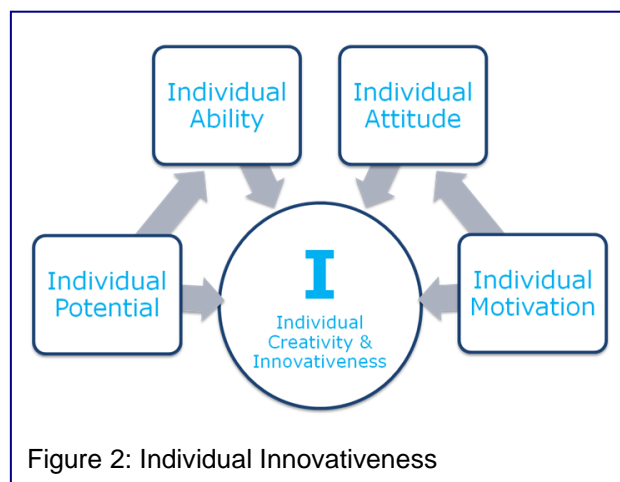 Individual
Ability
Individual
Attitude
Individual
Potential
I
Individual
Creativity &
Innovativeness
Individual
Motivation
Figure 2: Individual Innovativeness